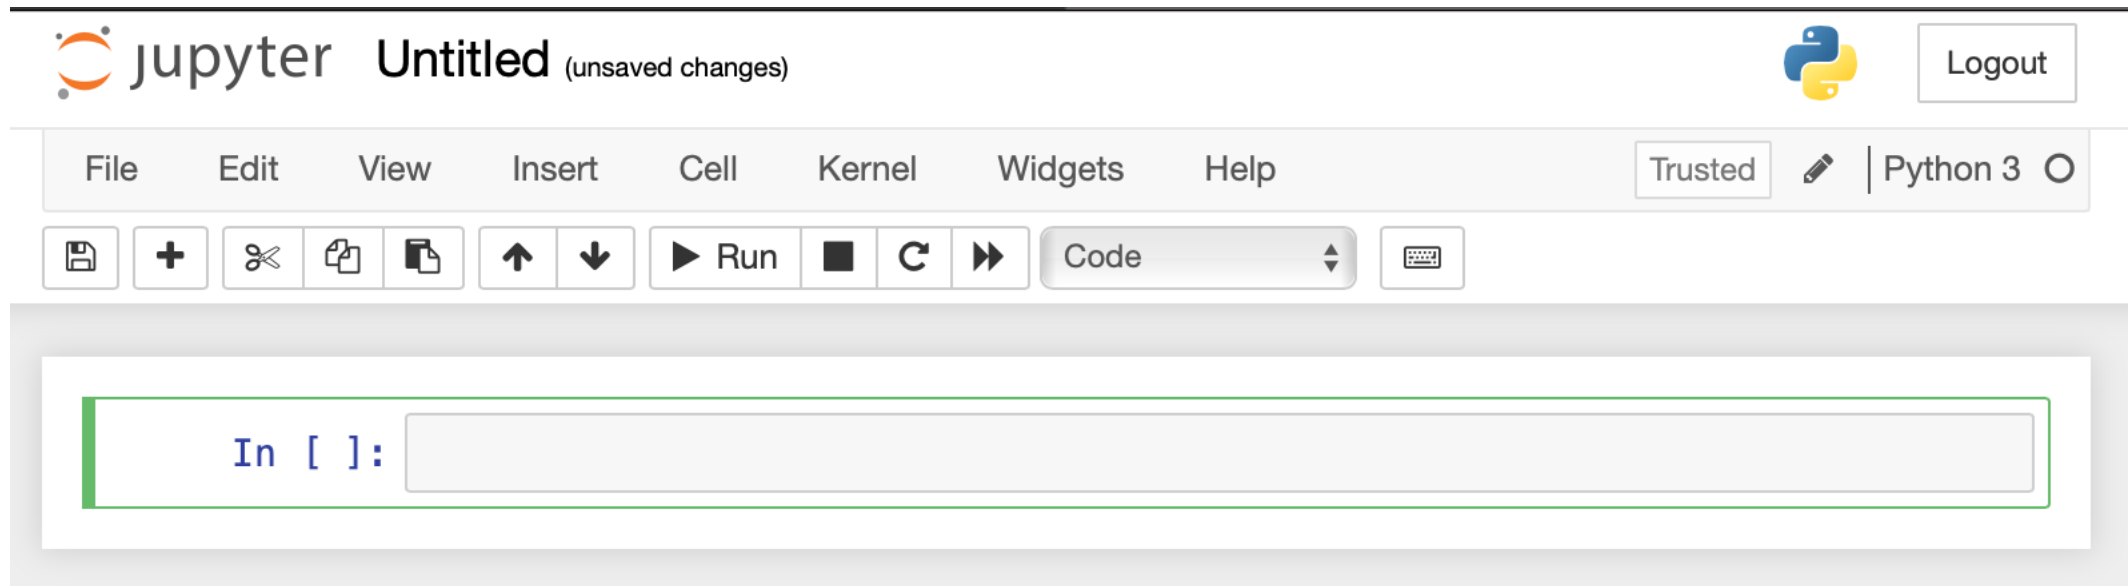 jupyter Untitled (unsaved changes) Logout
File Edit View Insert Cell Kernel Widgets Help Trusted Python 3
Run Code
In [ ]: